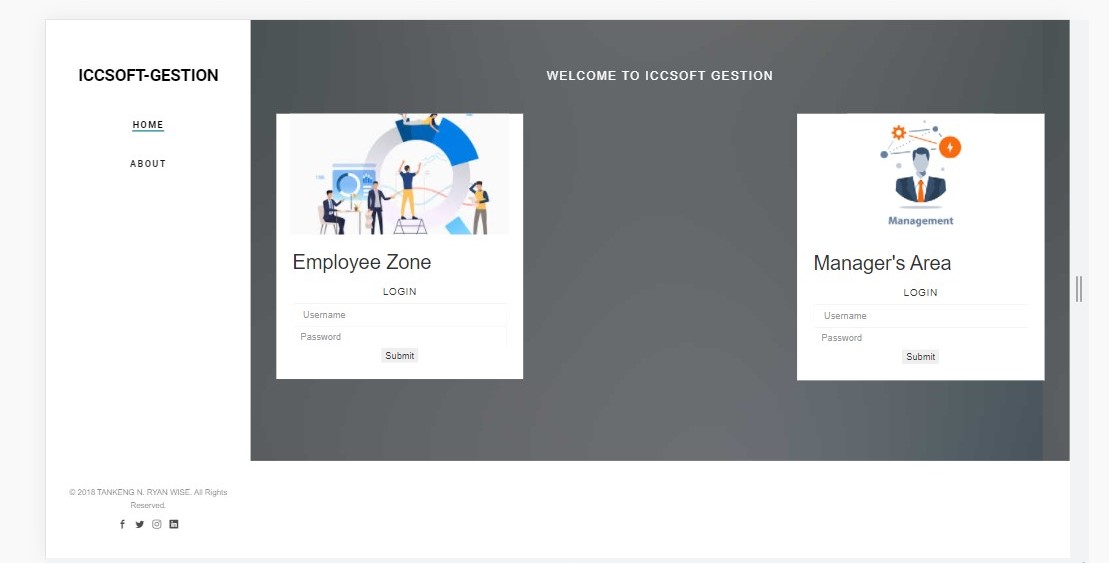 ICCSOFT-GESTION
HOME
ABOUT
© 2018 TANKENG N. RYAN WISE. All Rights
Reserved.
WELCOME TO ICCSOFT GESTION
Employee Zone
LOGIN
Username
Password
Submit
Management
Manager's Area
LOGIN
Username
Password
Submit